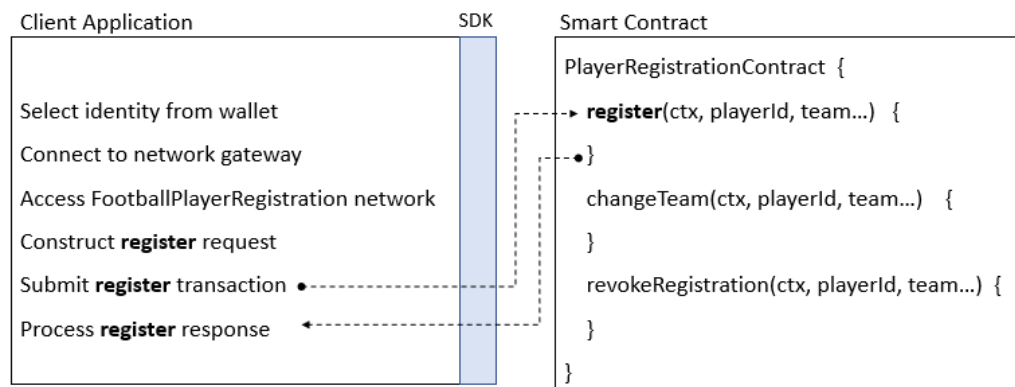 Client Application
SDK
Select identity from wallet
Connect to network gateway
Access FootballPlayerRegistration network
Construct register request
Submit register transaction
Process register response
Smart Contract
PlayerRegistrationContract {
register(ctx, playerId, team...) {
}
changeTeam(ctx, playerId, team...) {
}
revokeRegistration(ctx, playerId, team...) {
}
}